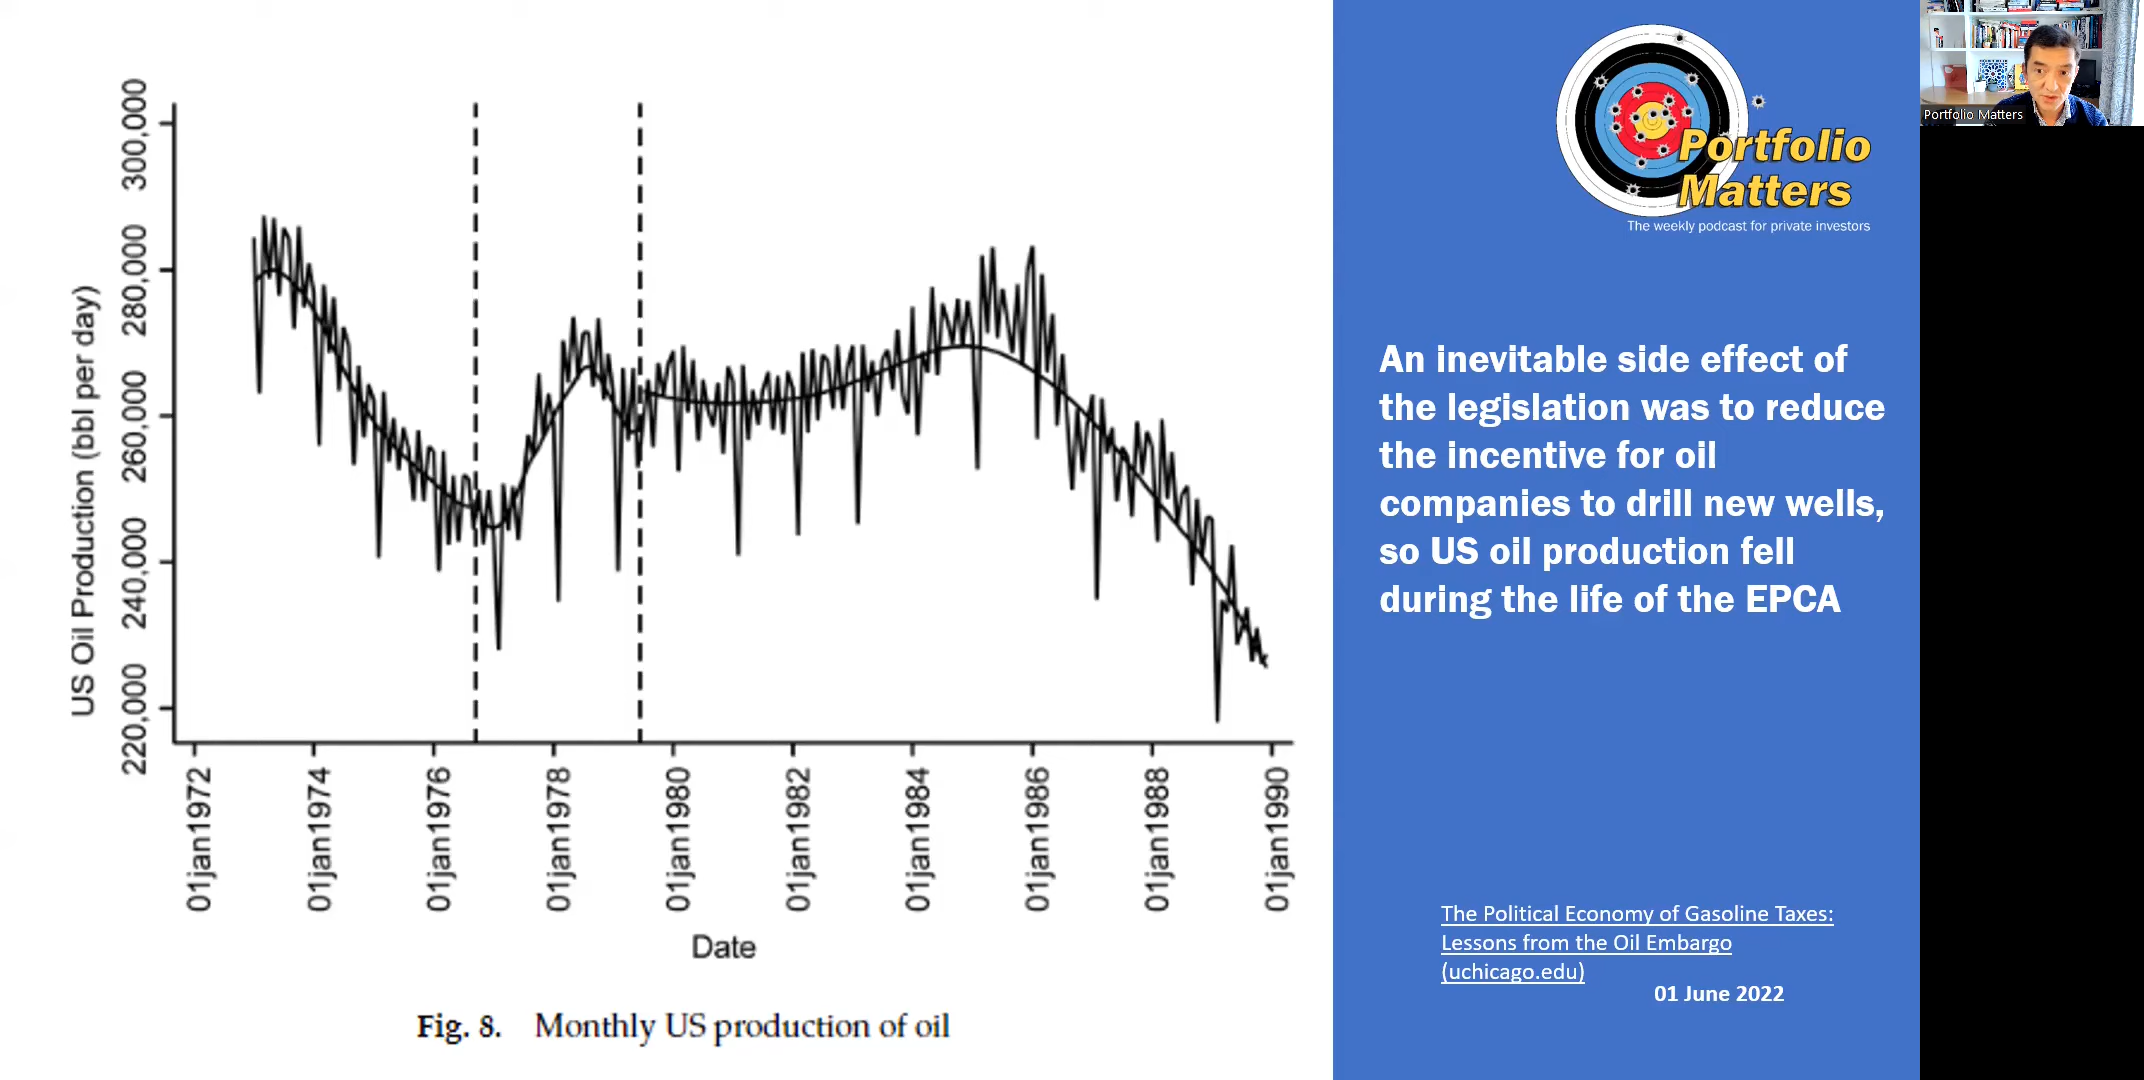 300,000
280,000
260,000
240,000
220,000
US Oil Production (bbl per day)
01jan1972
01jan1974
01jan1976
01jan1978
01jan1980
01jan1982
01jan1984
01jan1986
01jan1988
01jan1990
Date
Fig. 8. Monthly US production of oil
Portfolio
Matters
The weekly podcast for private investors
An inevitable side effect of
the legislation was to reduce
the incentive for oil
companies to drill new wells,
so US oil production fell
during the life of the EPCA
The Political Economy of Gasoline Taxes:
Lessons from the Oil Embargo
(uchicago.edu)
01 June 2022
Portfolio Matters